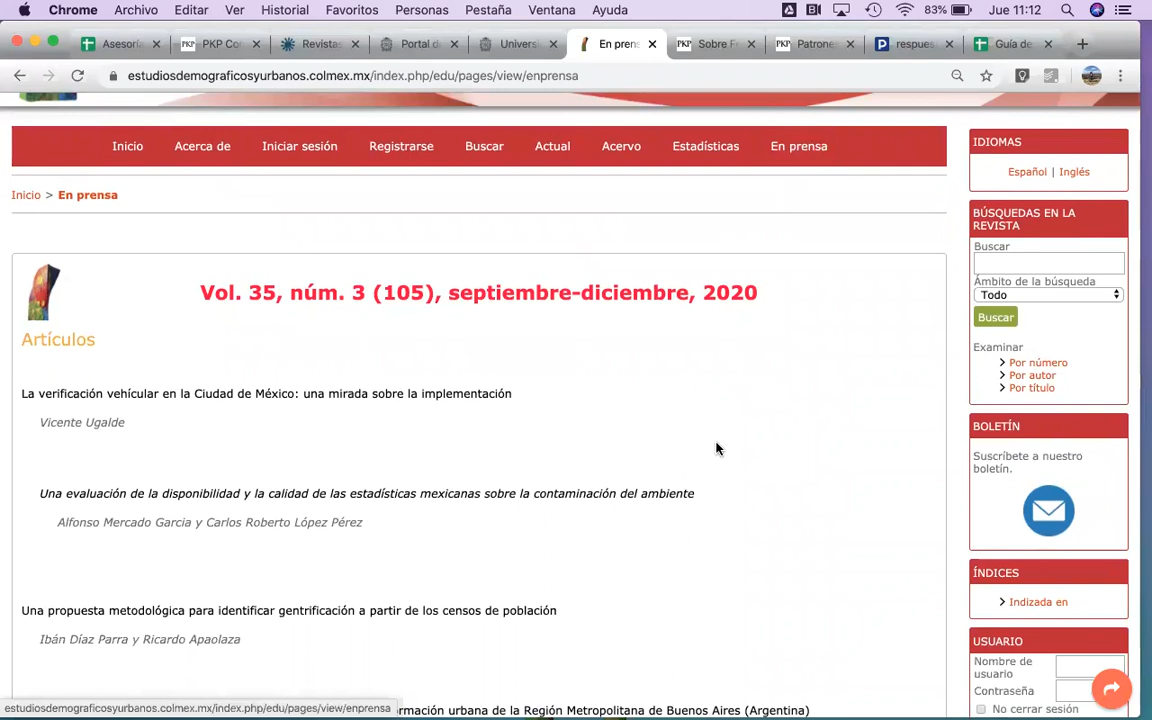 Chrome Archivo Editar Ver Historial Favoritos Personas Pestaña Ventana Ayuda 83% Jue 11:12
Asesoría PKP Co Revistas Portal d Univers En pren Sobre F Patrones respues Guía de
estudiosdemograficosyurbanos.colmex.mx/index.php/edu/pages/view/enprensa
Inicio Acerca de Iniciar sesión Registrarse Buscar Actual Acervo Estadísticas En prensa
Inicio > En prensa
Vol. 35, núm. 3 (105), septiembre-diciembre, 2020
Artículos
La verificación vehícular en la Ciudad de México: una mirada sobre la implementación
Vicente Ugalde
Una evaluación de la disponibilidad y la calidad de las estadísticas mexicanas sobre la contaminación del ambiente
Alfonso Mercado Garcia y Carlos Roberto López Pérez
Una propuesta metodológica para identificar gentrificación a partir de los censos de población
Ibán Díaz Parra y Ricardo Apaolaza
formación urbana de la Región Metropolitana de Buenos Aires (Argentina)
estudiosdemograficosyurbanos.colmex.mx/index.php/edu/pages/view/enprensa
IDIOMAS
Español | Inglés
BÚSQUEDAS EN LA
REVISTA
Buscar
Ámbito de la búsqueda
Todo
Buscar
Examinar
Por número
Por autor
Por título
BOLETÍN
Suscríbete a nuestro
boletín.
ÍNDICES
Indizada en
USUARIO
Nombre de
usuario
Contraseña
No cerrar sesión